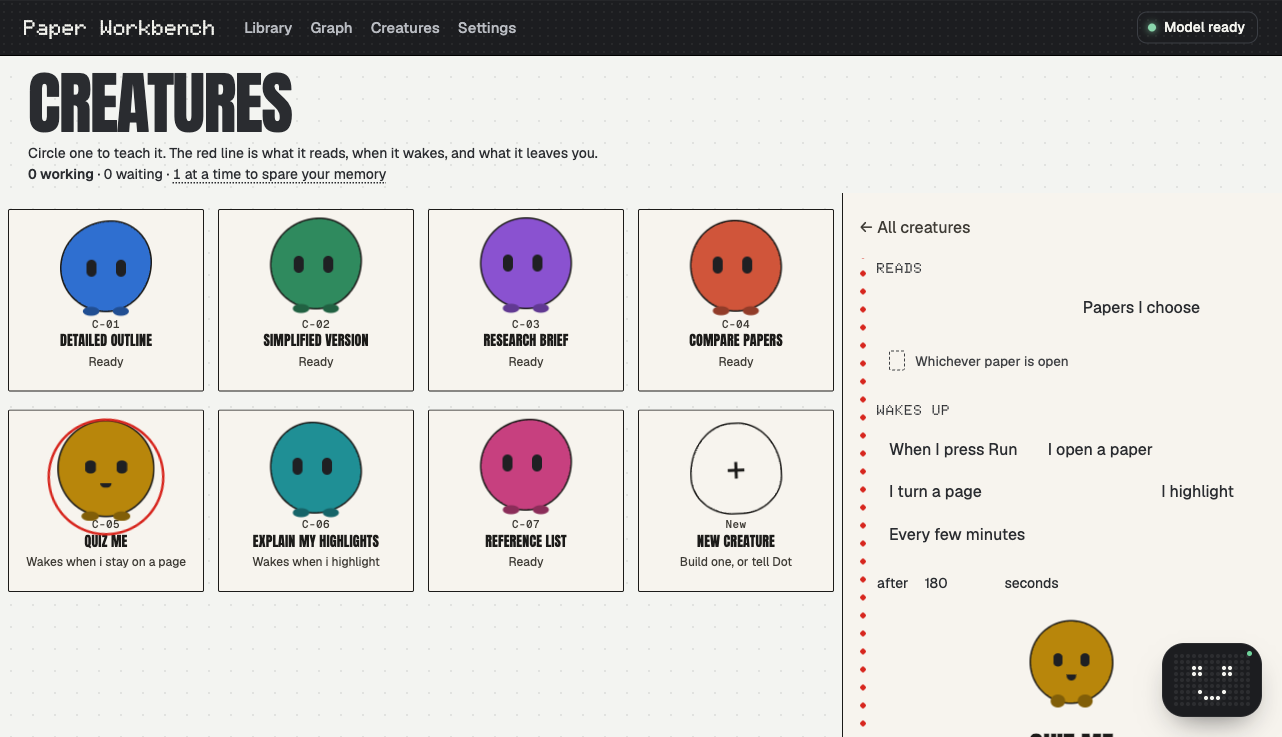 Paper Workbench Library Graph Creatures Settings Model ready
CREATURES
Circle one to teach it. The red line is what it reads, when it wakes, and what it leaves you.
0 working · 0 waiting · 1 at a time to spare your memory
C-01
DETAILED OUTLINE
Ready
C-02
SIMPLIFIED VERSION
Ready
C-03
RESEARCH BRIEF
Ready
C-04
COMPARE PAPERS
Ready
C-05
QUIZ ME
Wakes when i stay on a page
C-06
EXPLAIN MY HIGHLIGHTS
Wakes when i highlight
C-07
REFERENCE LIST
Ready
+
New
NEW CREATURE
Build one, or tell Dot
← All creatures
READS
Papers I choose
Whichever paper is open
WAKES UP
When I press Run I open a paper
I turn a page I highlight
Every few minutes
after 180 seconds